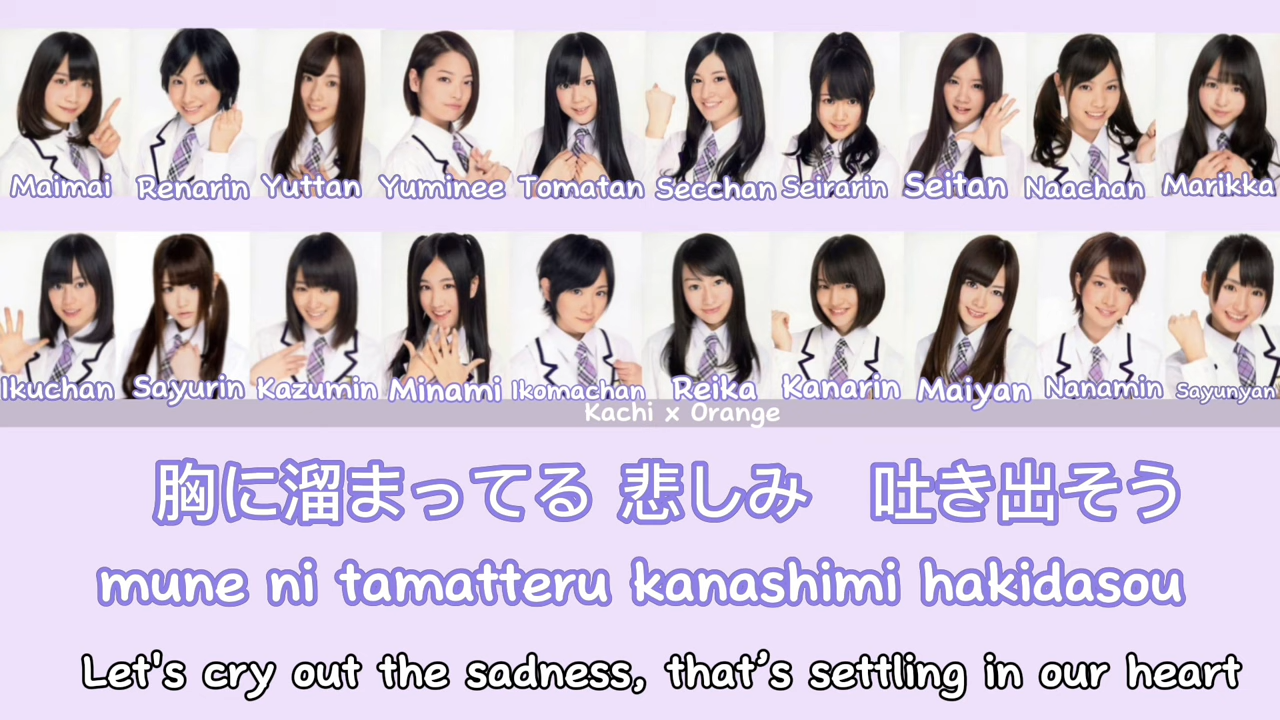 Maimai Renarin Yuttan Yuminee Tomatan Secchan Seirarin Seitan Naachan Marikka
Ikuchan Sayurin Kazumin Minami Ikomachan Reika Kanarin Maiyan Nanamin Sayunyan
Kachi x Orange
胸に溜まってる 悲しみ　吐き出そう
mune ni tamatteru kanashimi hakidasou
Let's cry out the sadness, that’s settling in our heart